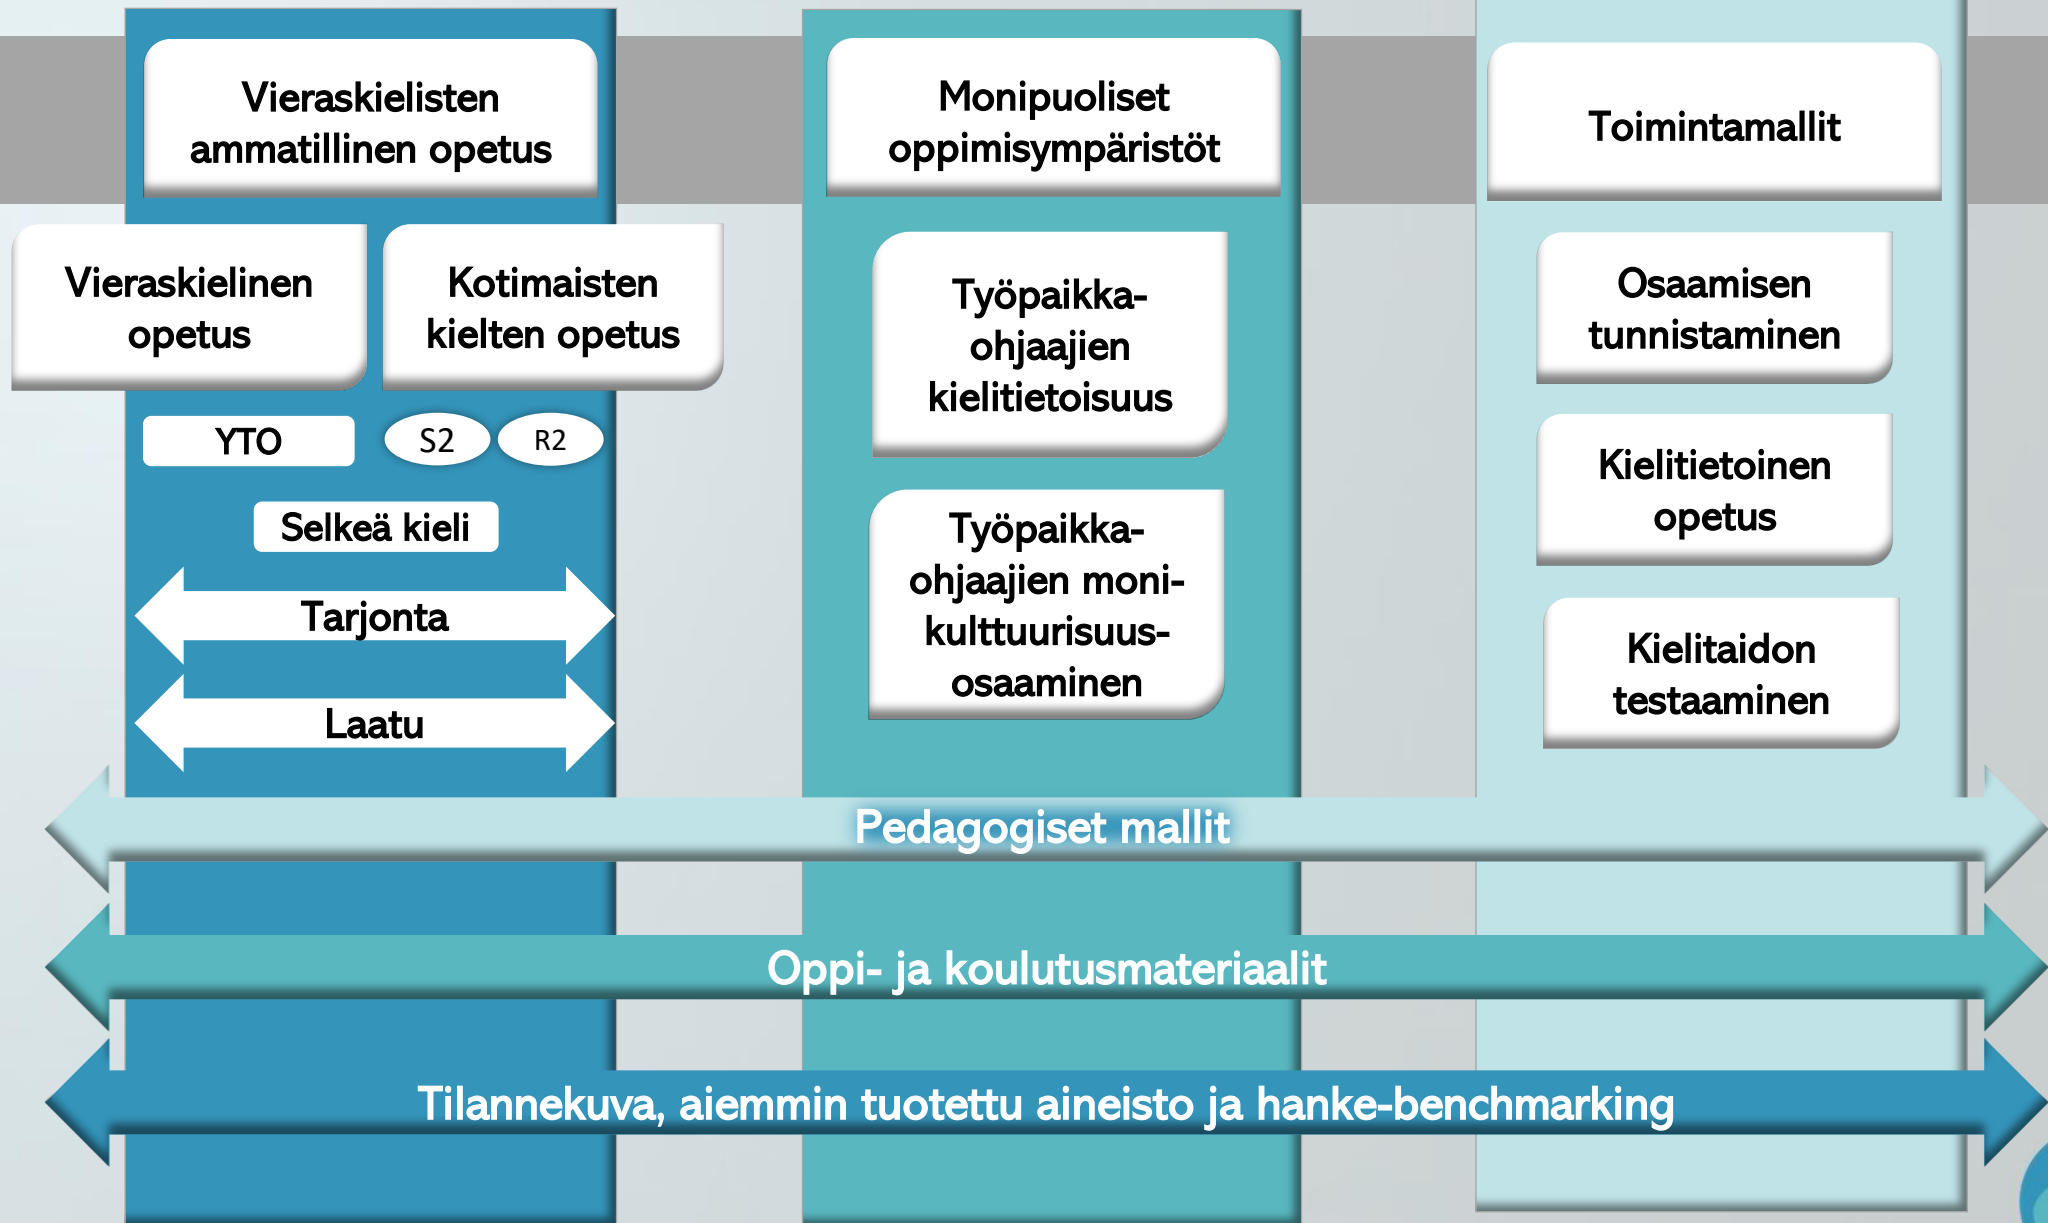 Vieraskielisten
ammatillinen opetus
Vieraskielinen
opetus
Kotimaisten
kielten opetus
YTO
S2
R2
Selkeä kieli
Tarjonta
Laatu
Monipuoliset
oppimisympäristöt
Työpaikka-
ohjaajien
kielitietoisuus
Työpaikka-
ohjaajien moni-
kulttuurisuus-
osaaminen
Toimintamallit
Osaamisen
tunnistaminen
Kielitietoinen
opetus
Kielitaidon
testaaminen
Pedagogiset mallit
Oppi- ja koulutusmateriaalit
Tilannekuva, aiemmin tuotettu aineisto ja hanke-benchmarking